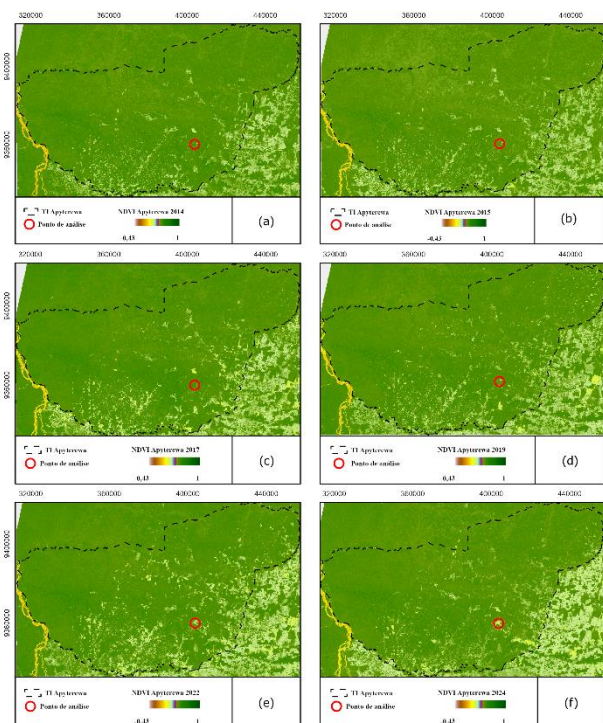 320000 360000 400000 440000
320000 360000 400000 440000
9400000
9360000
TI Apyterewa NDVI Apyterewa 2014
Ponto de análise
-0,43 1
(a)
TI Apyterewa NDVI Apyterewa 2015
Ponto de análise
-0,43 1
(b)
320000 360000 400000 440000
320000 360000 400000 440000
9400000
9360000
TI Apyterewa NDVI Apyterewa 2017
Ponto de análise
0,43 1
(c)
TI Apyterewa NDVI Apyterewa 2019
Ponto de análise
0,43 1
(d)
320000 360000 400000 440000
320000 360000 400000 440000
9400000
9360000
TI Apyterewa NDVI Apyterewa 2022
Ponto de análise
-0,43 1
(e)
TI Apyterewa NDVI Apyterewa 2024
Ponto de análise
-0,43 1
(f)